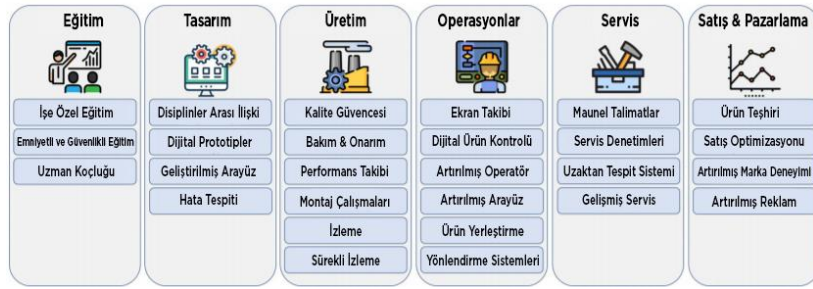 Eğitim
İşe Özel Eğitim
Emniyetli ve Güvenlikli Eğitim
Uzman Koçluğu
Tasarım
Disiplinler Arası İlişki
Dijital Prototipler
Geliştirilmiş Arayüz
Hata Tespiti
Üretim
Kalite Güvencesi
Bakım & Onarım
Performans Takibi
Montaj Çalışmaları
İzleme
Sürekli İzleme
Operasyonlar
Ekran Takibi
Dijital Ürün Kontrolü
Artırılmış Operatör
Artırılmış Arayüz
Ürün Yerleştirme
Yönlendirme Sistemleri
Servis
Maunel Talimatlar
Servis Denetimleri
Uzaktan Tespit Sistemi
Gelişmiş Servis
Satış & Pazarlama
Ürün Teşhiri
Satış Optimizasyonu
Artırılmış Marka Deneyimi
Artırılmış Reklam